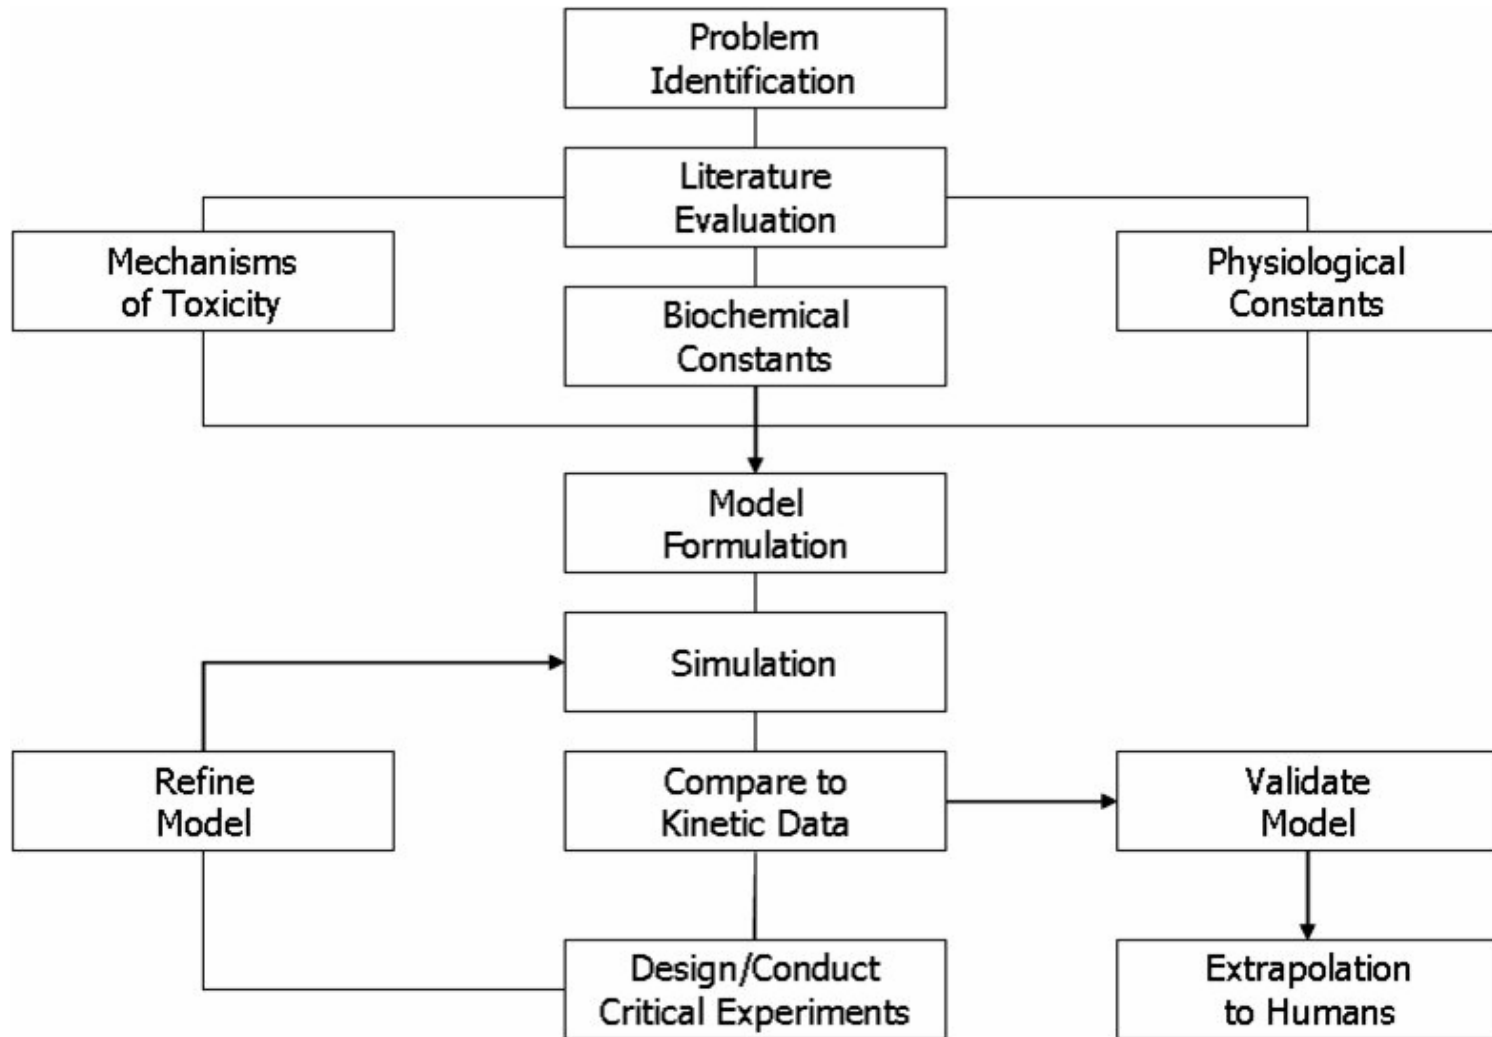 Problem
Identification
Literature
Evaluation
Mechanisms
of Toxicity
Biochemical
Constants
Physiological
Constants
Model
Formulation
Simulation
Refine
Model
Compare to
Kinetic Data
Validate
Model
Design/Conduct
Critical Experiments
Extrapolation
to Humans